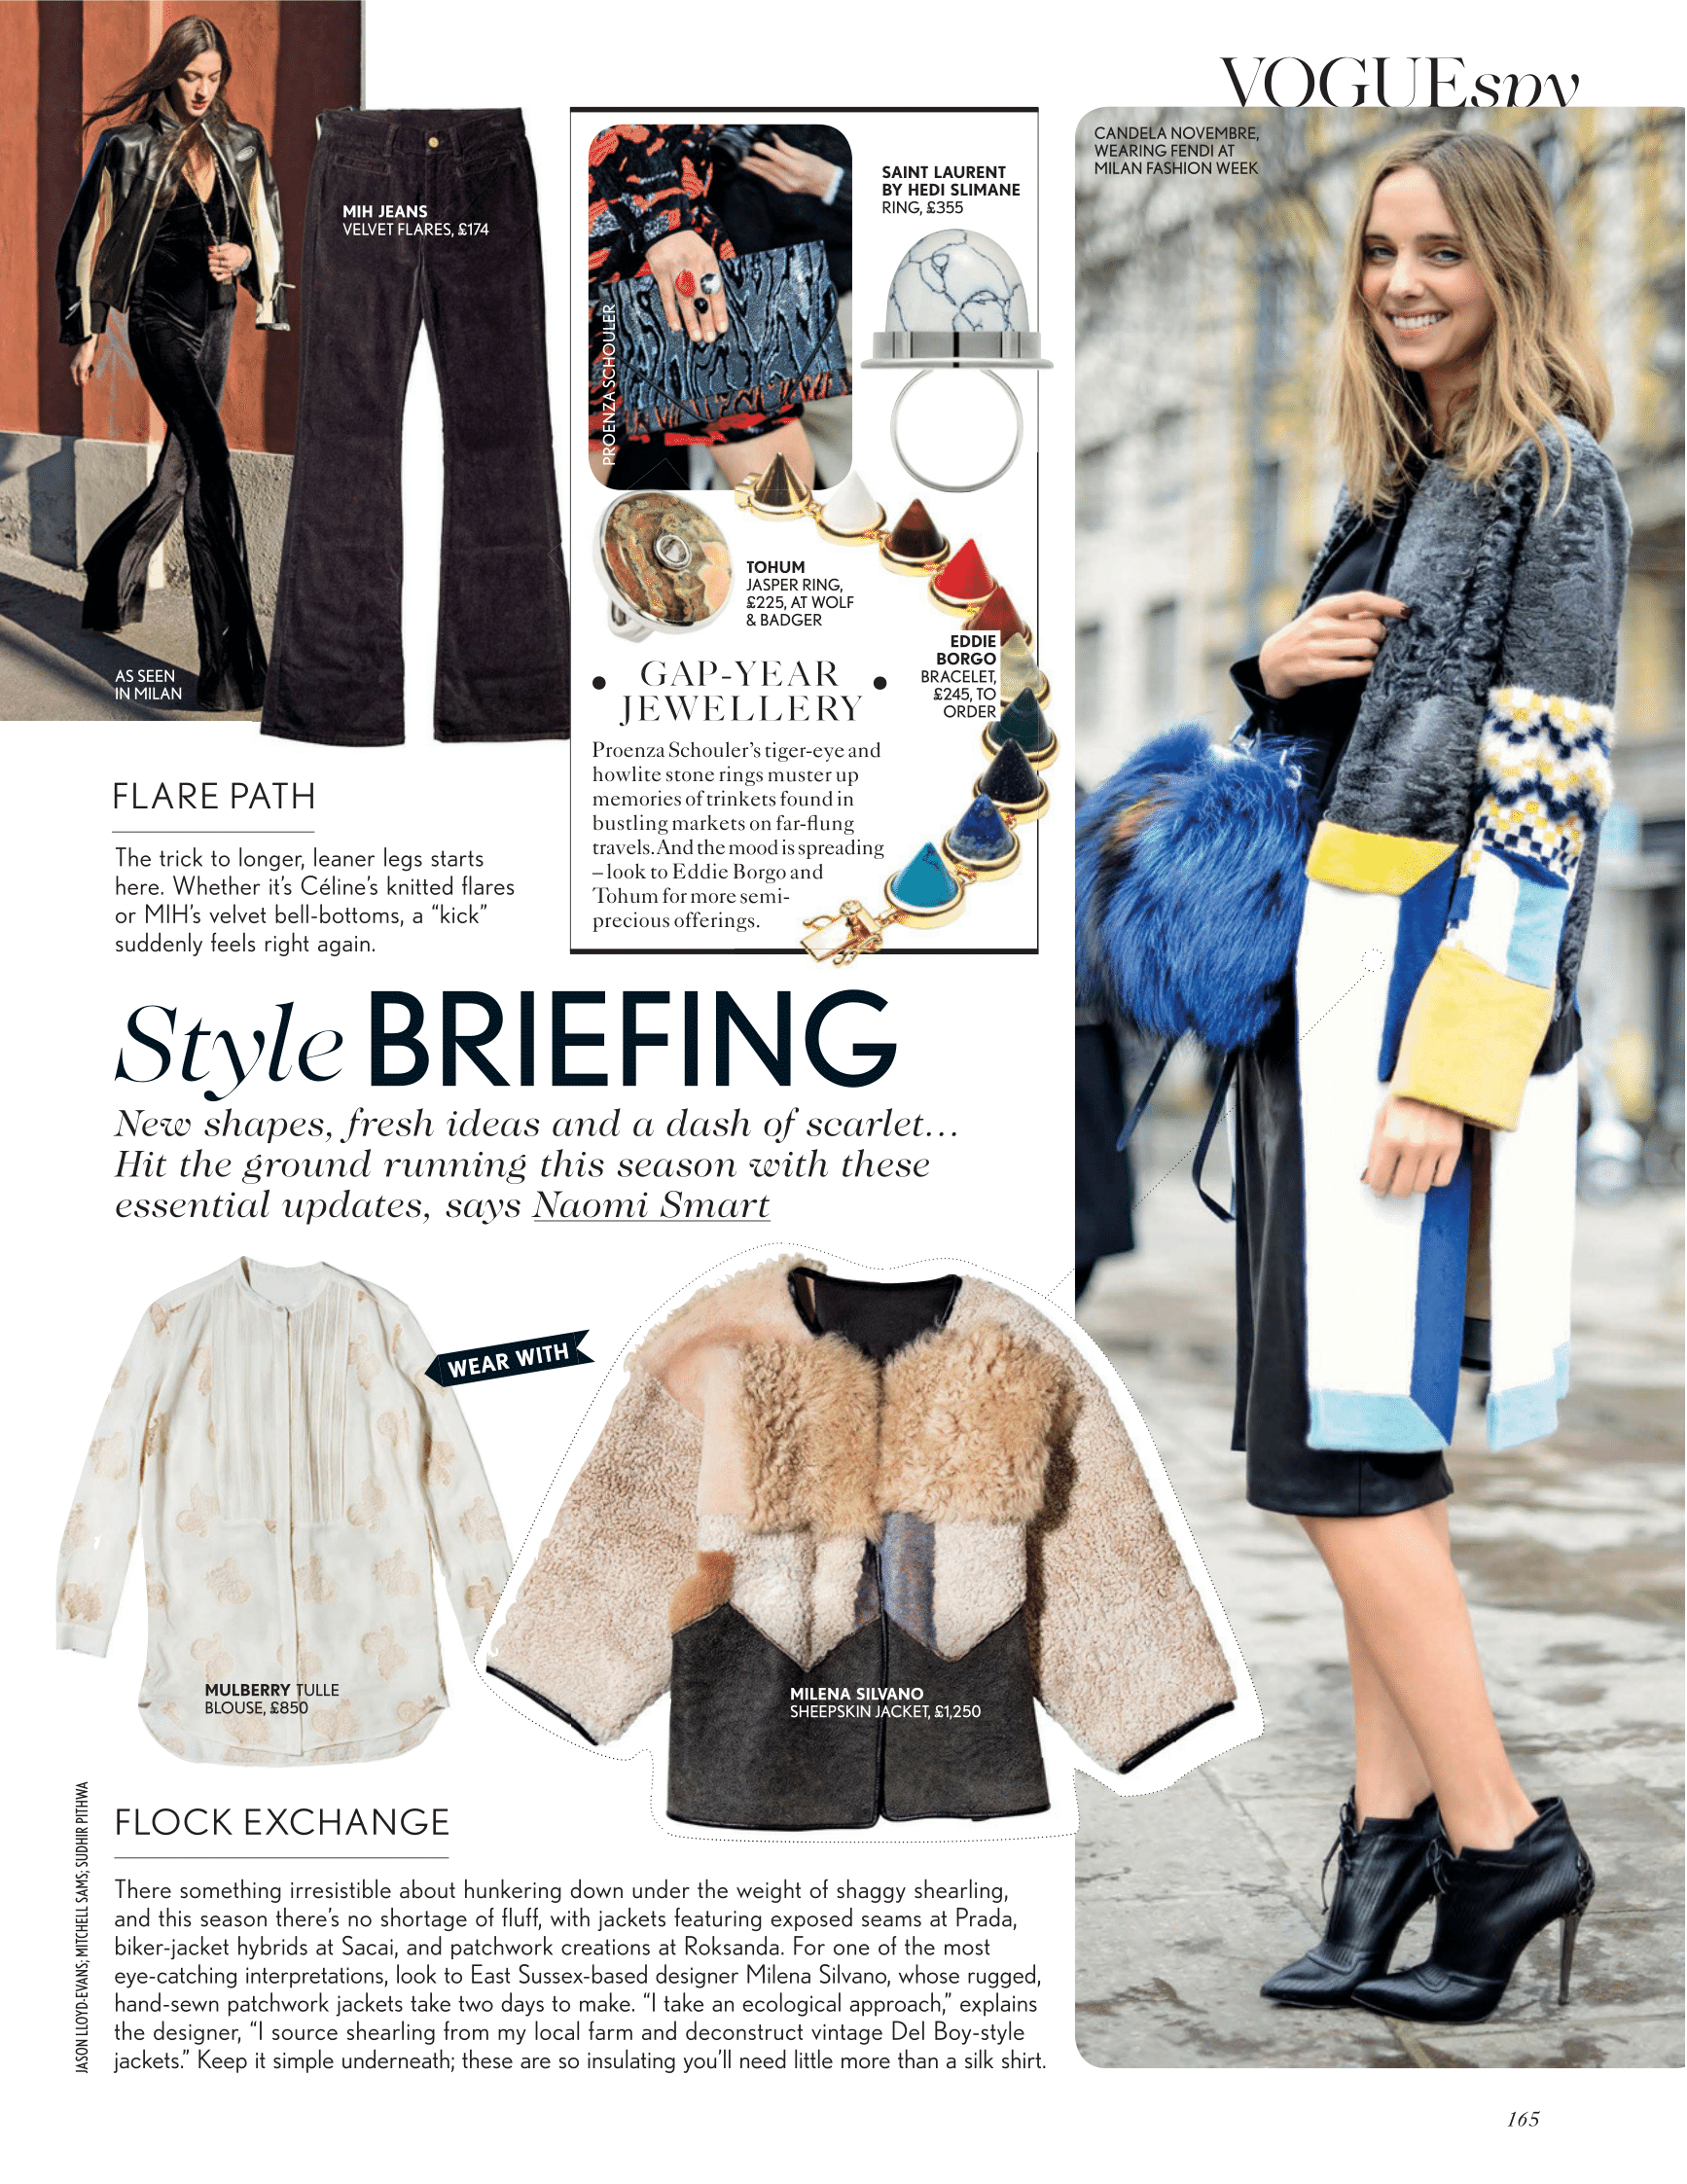 VOGUEspy
CANDELA NOVEMBRE,
WEARING FENDI AT
MILAN FASHION WEEK
MIH JEANS
VELVET FLARES, £174
AS SEEN
IN MILAN
PROENZA SCHOULER
SAINT LAURENT
BY HEDI SLIMANE
RING, £355
TOHUM
JASPER RING,
£225, AT WOLF
& BADGER
EDDIE
BORGO
BRACELET,
£245, TO
ORDER
GAP-YEAR
JEWELLERY
Proenza Schouler's tiger-eye and
howlite stone rings muster up
memories of trinkets found in
bustling markets on far-flung
travels. And the mood is spreading
– look to Eddie Borgo and
Tohum for more semi-
precious offerings.
FLARE PATH
The trick to longer, leaner legs starts
here. Whether it's Céline's knitted flares
or MIH's velvet bell-bottoms, a “kick”
suddenly feels right again.
Style BRIEFING
New shapes, fresh ideas and a dash of scarlet…
Hit the ground running this season with these
essential updates, says Naomi Smart
WEAR WITH
MULBERRY TULLE
BLOUSE, £850
MILENA SILVANO
SHEEPSKIN JACKET, £1,250
FLOCK EXCHANGE
There something irresistible about hunkering down under the weight of shaggy shearling,
and this season there's no shortage of fluff, with jackets featuring exposed seams at Prada,
biker-jacket hybrids at Sacai, and patchwork creations at Roksanda. For one of the most
eye-catching interpretations, look to East Sussex-based designer Milena Silvano, whose rugged,
hand-sewn patchwork jackets take two days to make. “I take an ecological approach,” explains
the designer, “I source shearling from my local farm and deconstruct vintage Del Boy-style
jackets.” Keep it simple underneath; these are so insulating you'll need little more than a silk shirt.
JASON LLOYD-EVANS; MITCHELL SAMS; SUDHIR PITHWA
165